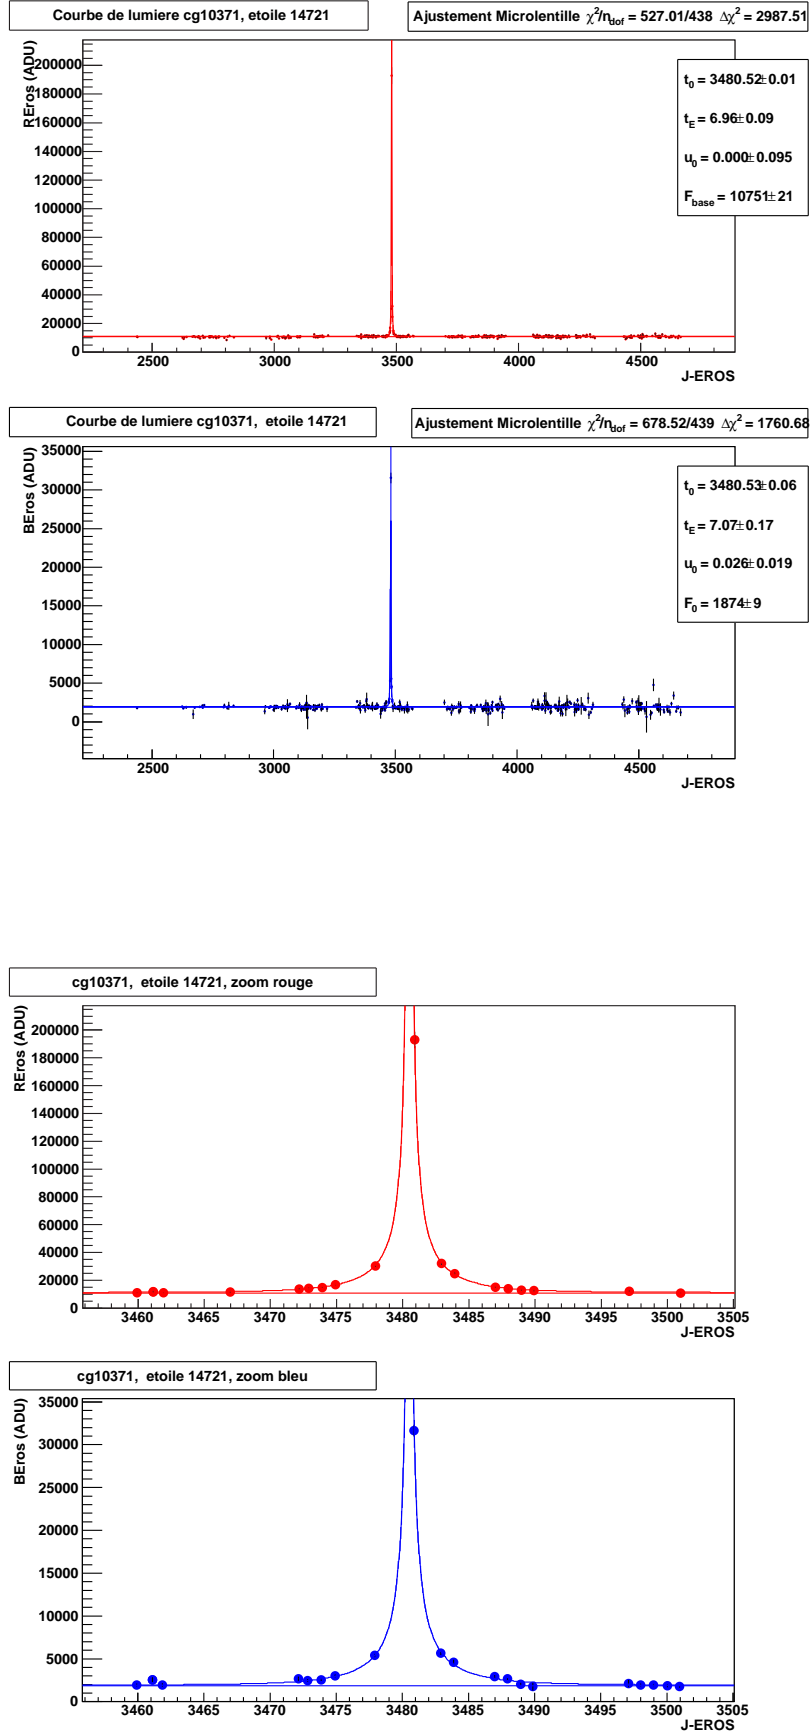 Courbe de lumiere cg10371, etoile 14721
Ajustement Microlentille χ²/n_dof = 527.01/438 Δχ² = 2987.51
REros (ADU)
200000
180000
160000
140000
120000
100000
80000
60000
40000
20000
0
t₀ = 3480.52±0.01
t_E = 6.96±0.09
u₀ = 0.000±0.095
F_base = 10751±21
2500 3000 3500 4000 4500
J-EROS
Courbe de lumiere cg10371, etoile 14721
Ajustement Microlentille χ²/n_dof = 678.52/439 Δχ² = 1760.68
BEros (ADU)
35000
30000
25000
20000
15000
10000
5000
0
t₀ = 3480.53±0.06
t_E = 7.07±0.17
u₀ = 0.026±0.019
F₀ = 1874±9
2500 3000 3500 4000 4500
J-EROS
cg10371, etoile 14721, zoom rouge
REros (ADU)
200000
180000
160000
140000
120000
100000
80000
60000
40000
20000
0
3460 3465 3470 3475 3480 3485 3490 3495 3500 3505
J-EROS
cg10371, etoile 14721, zoom bleu
BEros (ADU)
35000
30000
25000
20000
15000
10000
5000
0
3460 3465 3470 3475 3480 3485 3490 3495 3500 3505
J-EROS